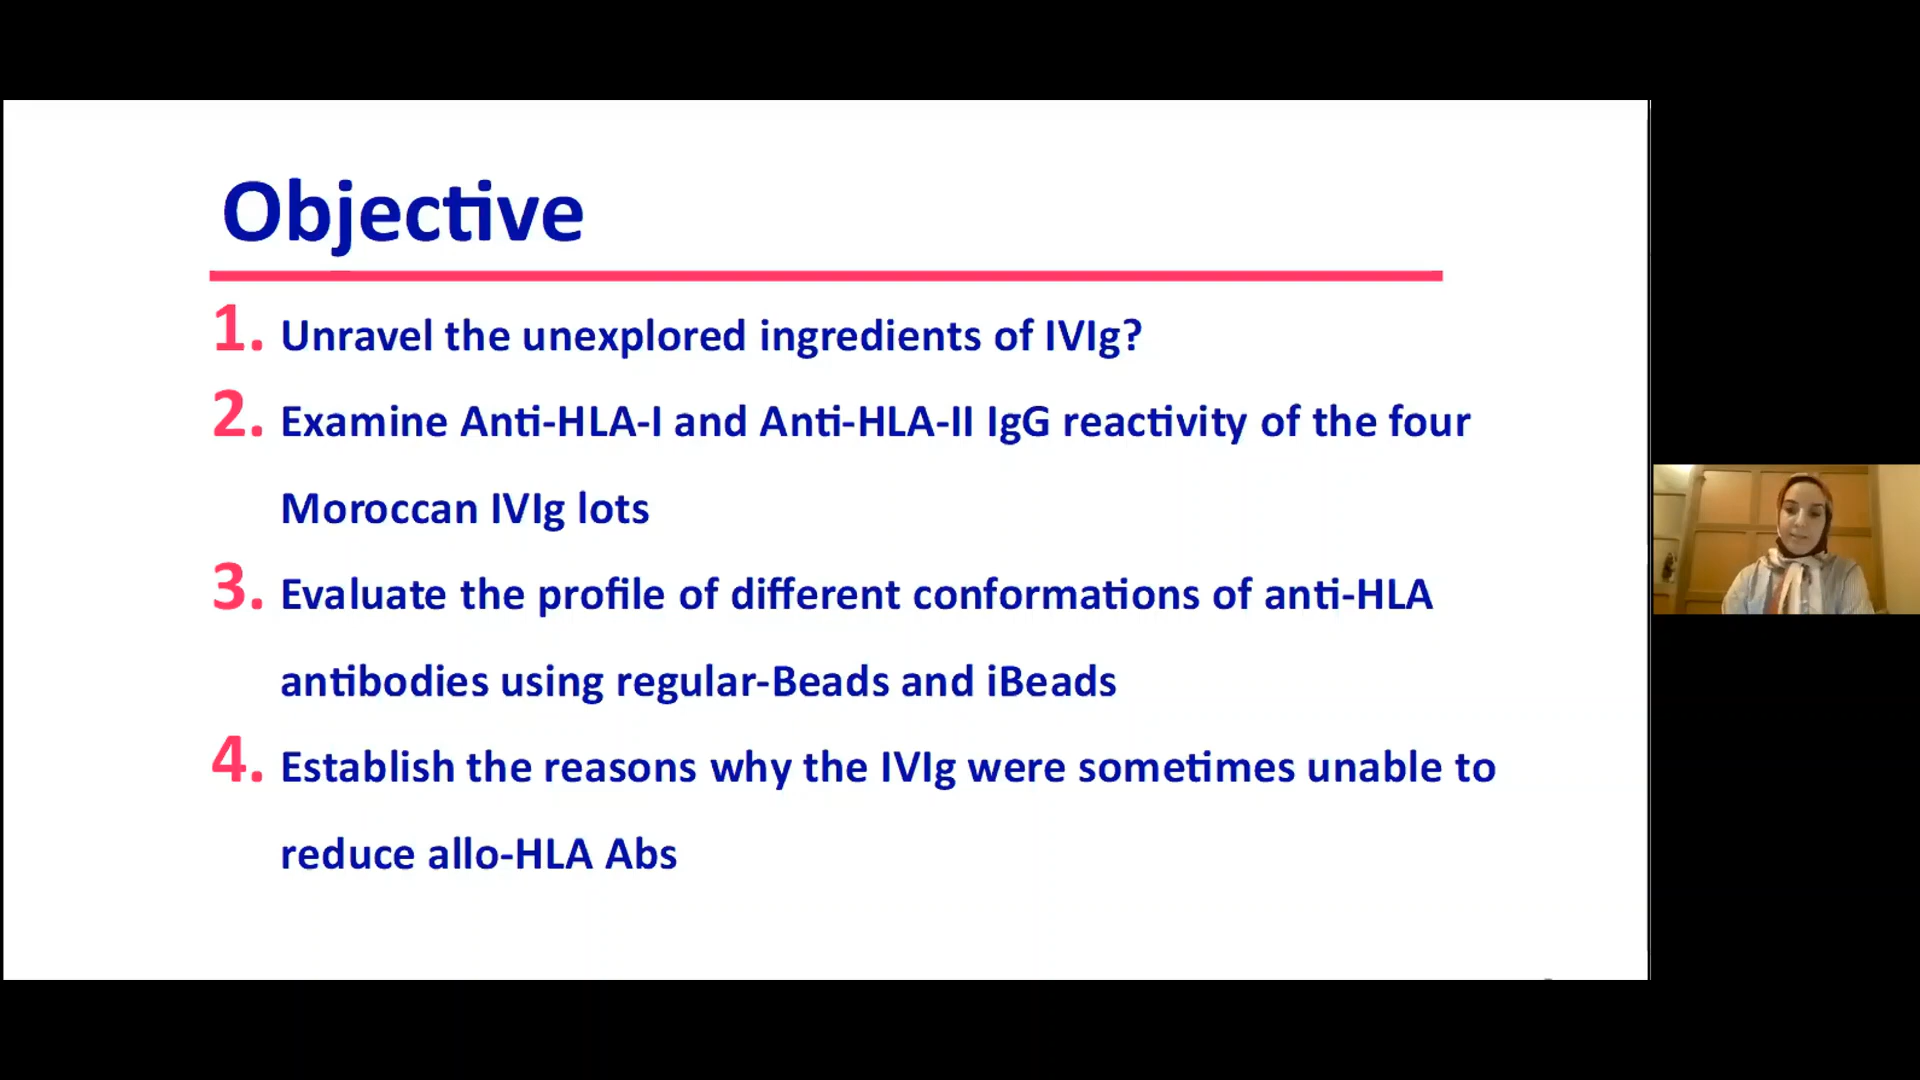 Objective
1. Unravel the unexplored ingredients of IVIg?
2. Examine Anti-HLA-I and Anti-HLA-II IgG reactivity of the four
Moroccan IVIg lots
3. Evaluate the profile of different conformations of anti-HLA
antibodies using regular-Beads and iBeads
4. Establish the reasons why the IVIg were sometimes unable to
reduce allo-HLA Abs